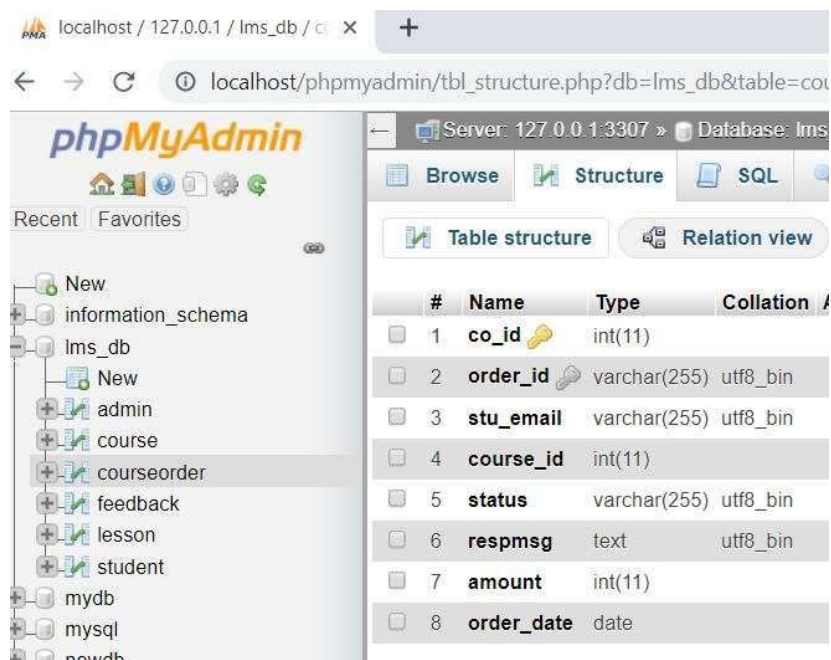 PMA localhost / 127.0.0.1 / lms_db /
localhost/phpmyadmin/tbl_structure.php?db=lms_db&table=cou
phpMyAdmin
Recent Favorites
New
information_schema
lms_db
New
admin
course
courseorder
feedback
lesson
student
mydb
mysql
newdb
Server: 127.0.0.1:3307 » Database: lms
Browse Structure SQL
Table structure Relation view
# Name Type Collation
1 co_id int(11)
2 order_id varchar(255) utf8_bin
3 stu_email varchar(255) utf8_bin
4 course_id int(11)
5 status varchar(255) utf8_bin
6 respmsg text utf8_bin
7 amount int(11)
8 order_date date